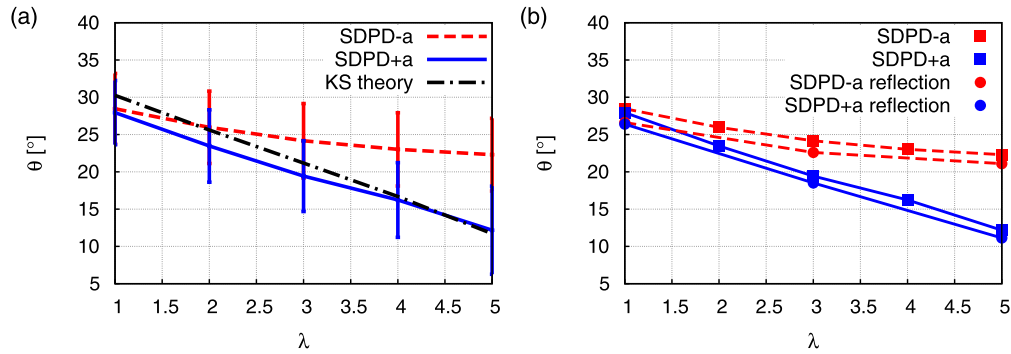 (a)
40
35
30
25
20
15
10
5
θ [°]
SDPD-a
SDPD+a
KS theory
1 1.5 2 2.5 3 3.5 4 4.5 5
λ
(b)
40
35
30
25
20
15
10
5
θ [°]
SDPD-a
SDPD+a
SDPD-a reflection
SDPD+a reflection
1 1.5 2 2.5 3 3.5 4 4.5 5
λ